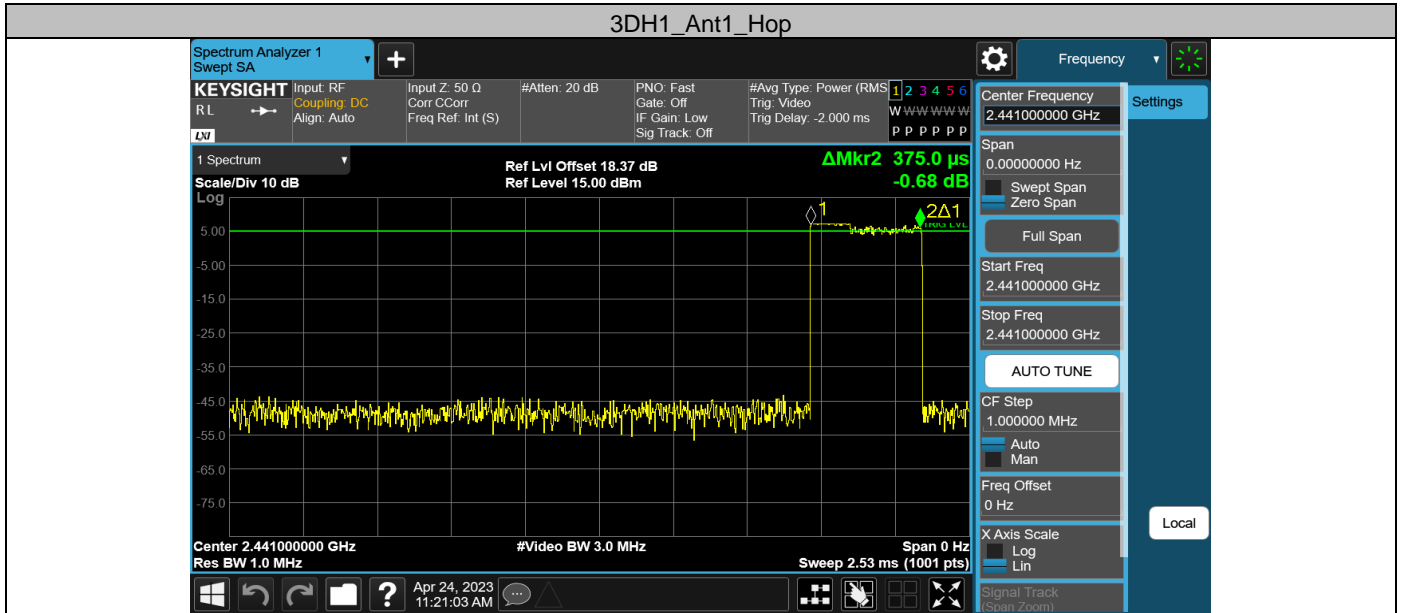 3DH1_Ant1_Hop
Spectrum Analyzer 1
Swept SA
+
Frequency
KEYSIGHT
RL
LXI
Input: RF
Coupling: DC
Align: Auto
Input Z: 50 Ω
Corr CCorr
Freq Ref: Int (S)
#Atten: 20 dB
PNO: Fast
Gate: Off
IF Gain: Low
Sig Track: Off
#Avg Type: Power (RMS
Trig: Video
Trig Delay: -2.000 ms
1 2 3 4 5 6
W W W W W W
P P P P P P
1 Spectrum
Scale/Div 10 dB
Log
Ref Lvl Offset 18.37 dB
Ref Level 15.00 dBm
ΔMkr2 375.0 µs
-0.68 dB
1
2Δ1
TRIG LVL
5.00
-5.00
-15.0
-25.0
-35.0
-45.0
-55.0
-65.0
-75.0
Center 2.441000000 GHz
Res BW 1.0 MHz
#Video BW 3.0 MHz
Span 0 Hz
Sweep 2.53 ms (1001 pts)
?
Apr 24, 2023
11:21:03 AM
Center Frequency
2.441000000 GHz
Span
0.00000000 Hz
Swept Span
Zero Span
Full Span
Start Freq
2.441000000 GHz
Stop Freq
2.441000000 GHz
AUTO TUNE
CF Step
1.000000 MHz
Auto
Man
Freq Offset
0 Hz
X Axis Scale
Log
Lin
Signal Track
(Span Zoom)
Settings
Local